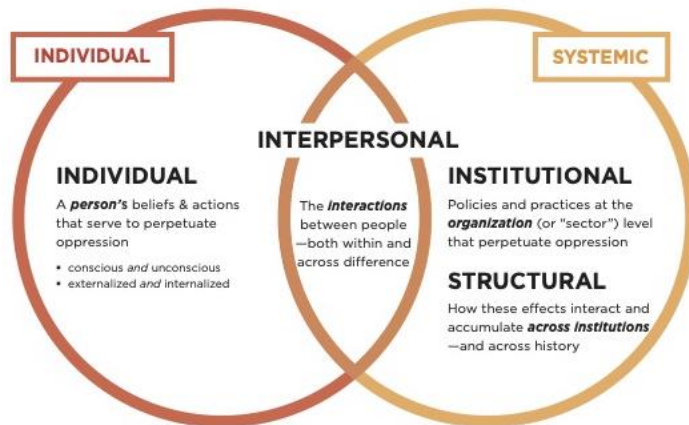 INDIVIDUAL
SYSTEMIC
INTERPERSONAL
INDIVIDUAL
A person's beliefs & actions
that serve to perpetuate
oppression
• conscious and unconscious
• externalized and internalized
The interactions
between people
—both within and
across difference
INSTITUTIONAL
Policies and practices at the
organization (or "sector") level
that perpetuate oppression
STRUCTURAL
How these effects interact and
accumulate across institutions
—and across history